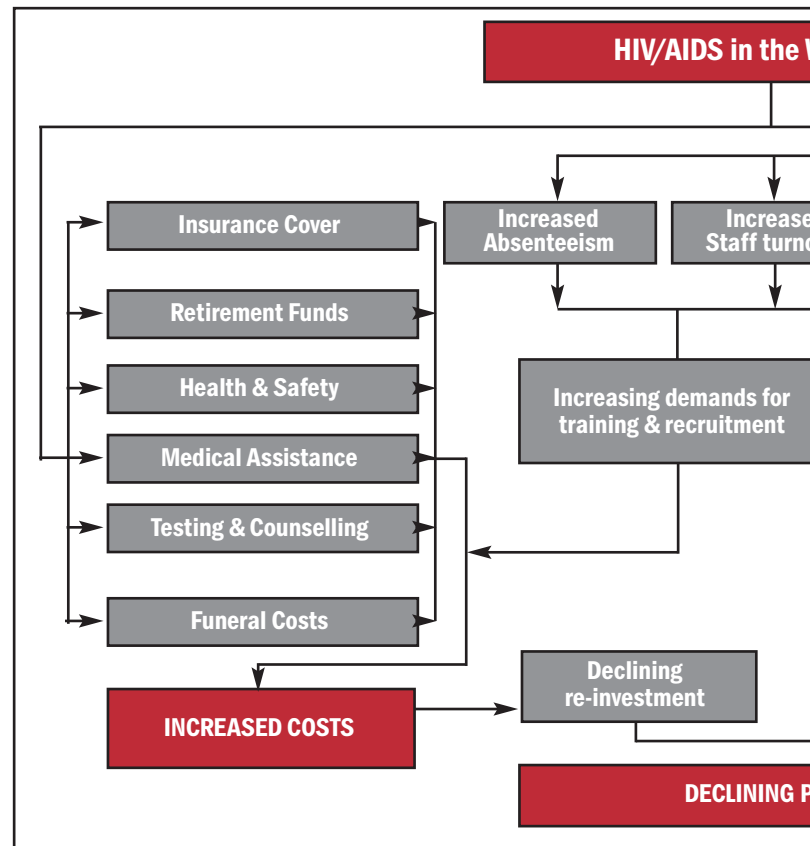 HIV/AIDS in the
Insurance Cover
Increased
Absenteeism
Staff
Retirement Funds
Health & Safety
Increasing demands for
training & recruitment
Medical Assistance
Testing & Counselling
Funeral Costs
Declining
re-investment
INCREASED COSTS
DECLINING